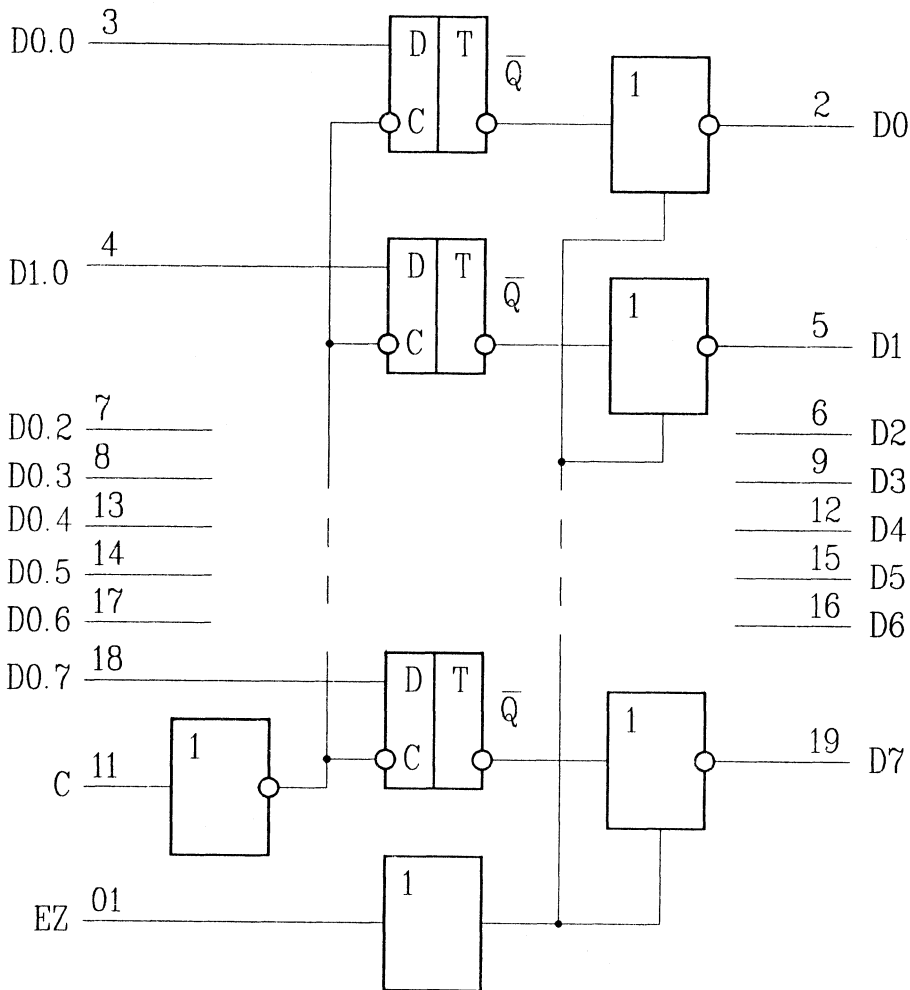 D0.0 3 D T Q̅ 1 2 D0
C
D1.0 4 D T Q̅ 1 5 D1
C
D0.2 7 6 D2
D0.3 8 9 D3
D0.4 13 12 D4
D0.5 14 15 D5
D0.6 17 16 D6
D0.7 18 D T Q̅ 1 19 D7
C 11 1 C
EZ 01 1